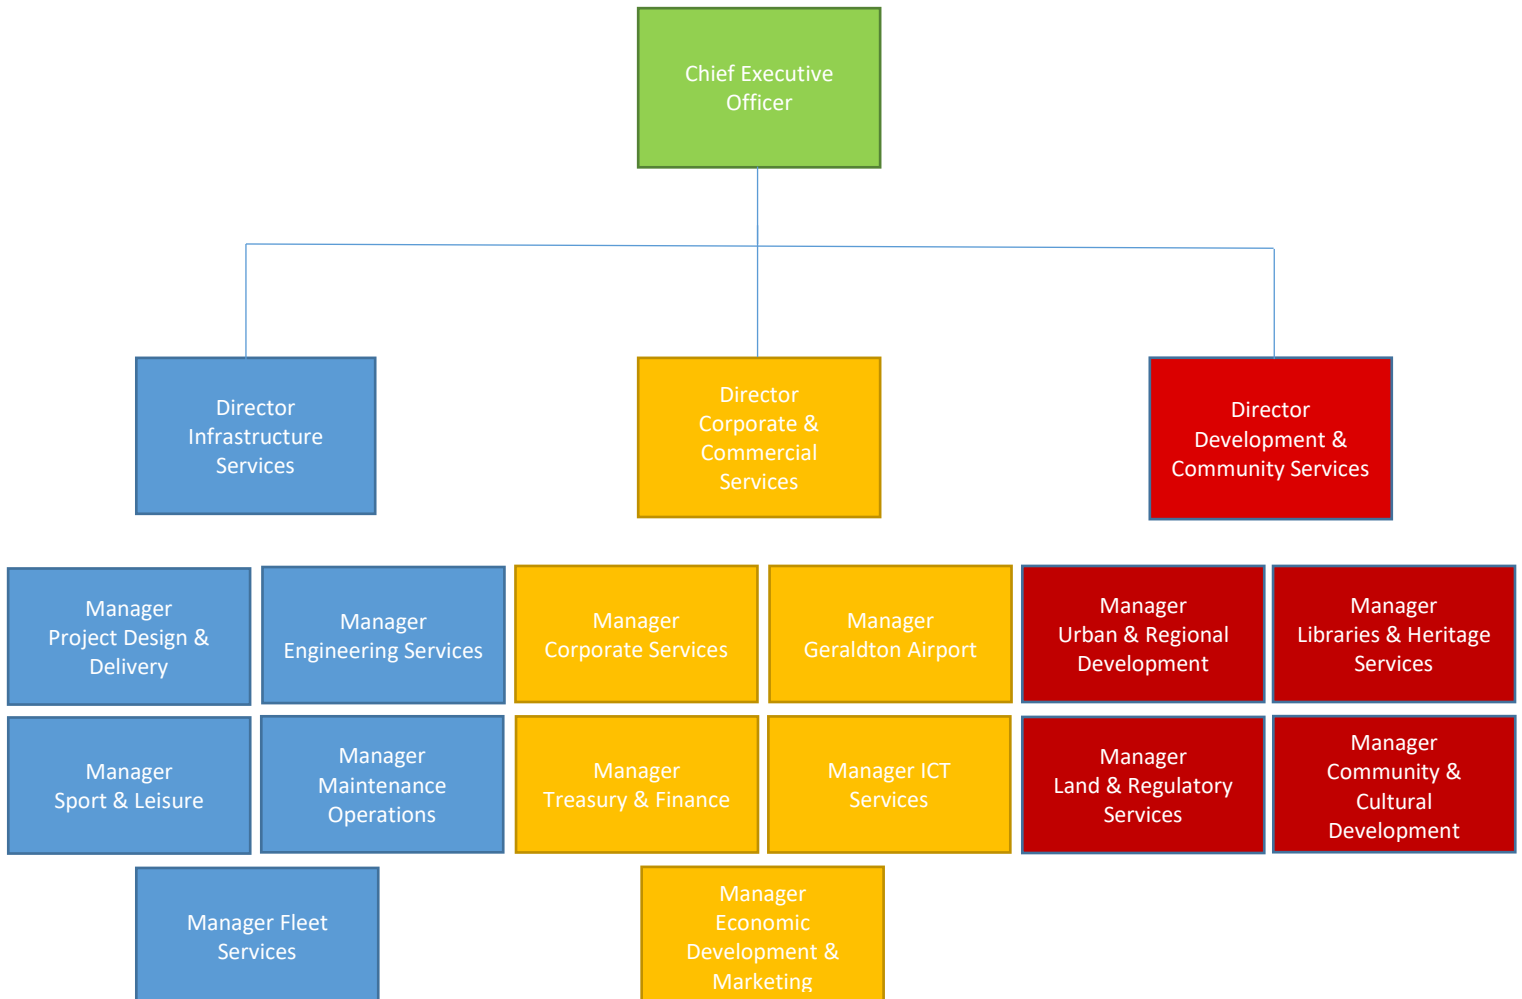 Chief Executive
Officer
Director
Infrastructure
Services
Director
Corporate &
Commercial
Services
Director
Development &
Community Services
Manager
Project Design &
Delivery
Manager
Engineering Services
Manager
Corporate Services
Manager
Geraldton Airport
Manager
Urban & Regional
Development
Manager
Libraries & Heritage
Services
Manager
Sport & Leisure
Manager
Maintenance
Operations
Manager
Treasury & Finance
Manager ICT
Services
Manager
Land & Regulatory
Services
Manager
Community &
Cultural
Development
Manager Fleet
Services
Manager
Economic
Development &
Marketing